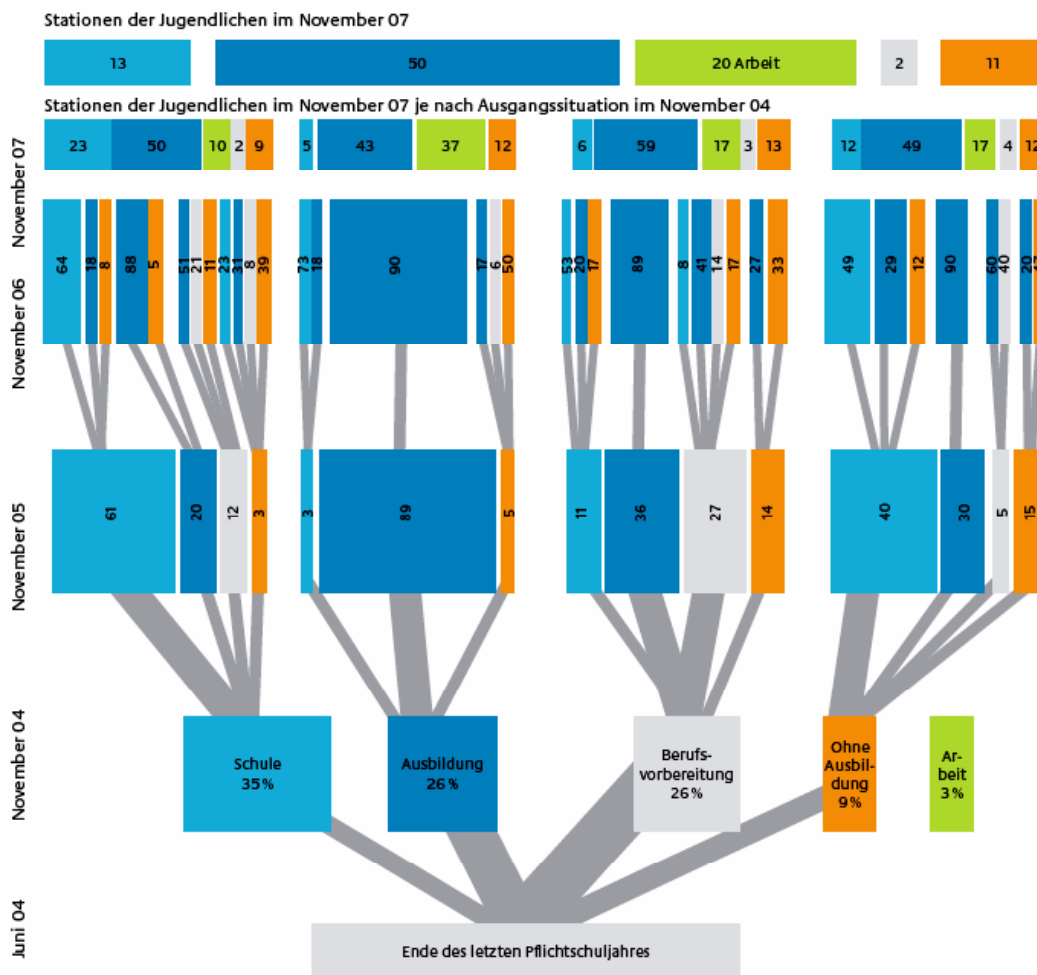 Stationen der Jugendlichen im November 07
13 50 20 Arbeit 2 11
Stationen der Jugendlichen im November 07 je nach Ausgangssituation im November 04
November 07
23 50 10 2 9 5 43 37 12 6 59 17 3 13 12 49 17 4 12
November 06
64 18 8 88 5 51 21 11 23 31 8 39 73 18 90 17 6 50 53 20 17 89 8 41 14 17 27 33 49 29 12 90 60 40 20
November 05
61 20 12 3 3 89 5 11 36 27 14 40 30 5 15
November 04
Schule
35%
Ausbildung
26%
Berufs-
vorbereitung
26%
Ohne
Ausbil-
dung
9%
Ar-
beit
3%
Juni 04
Ende des letzten Pflichtschuljahres